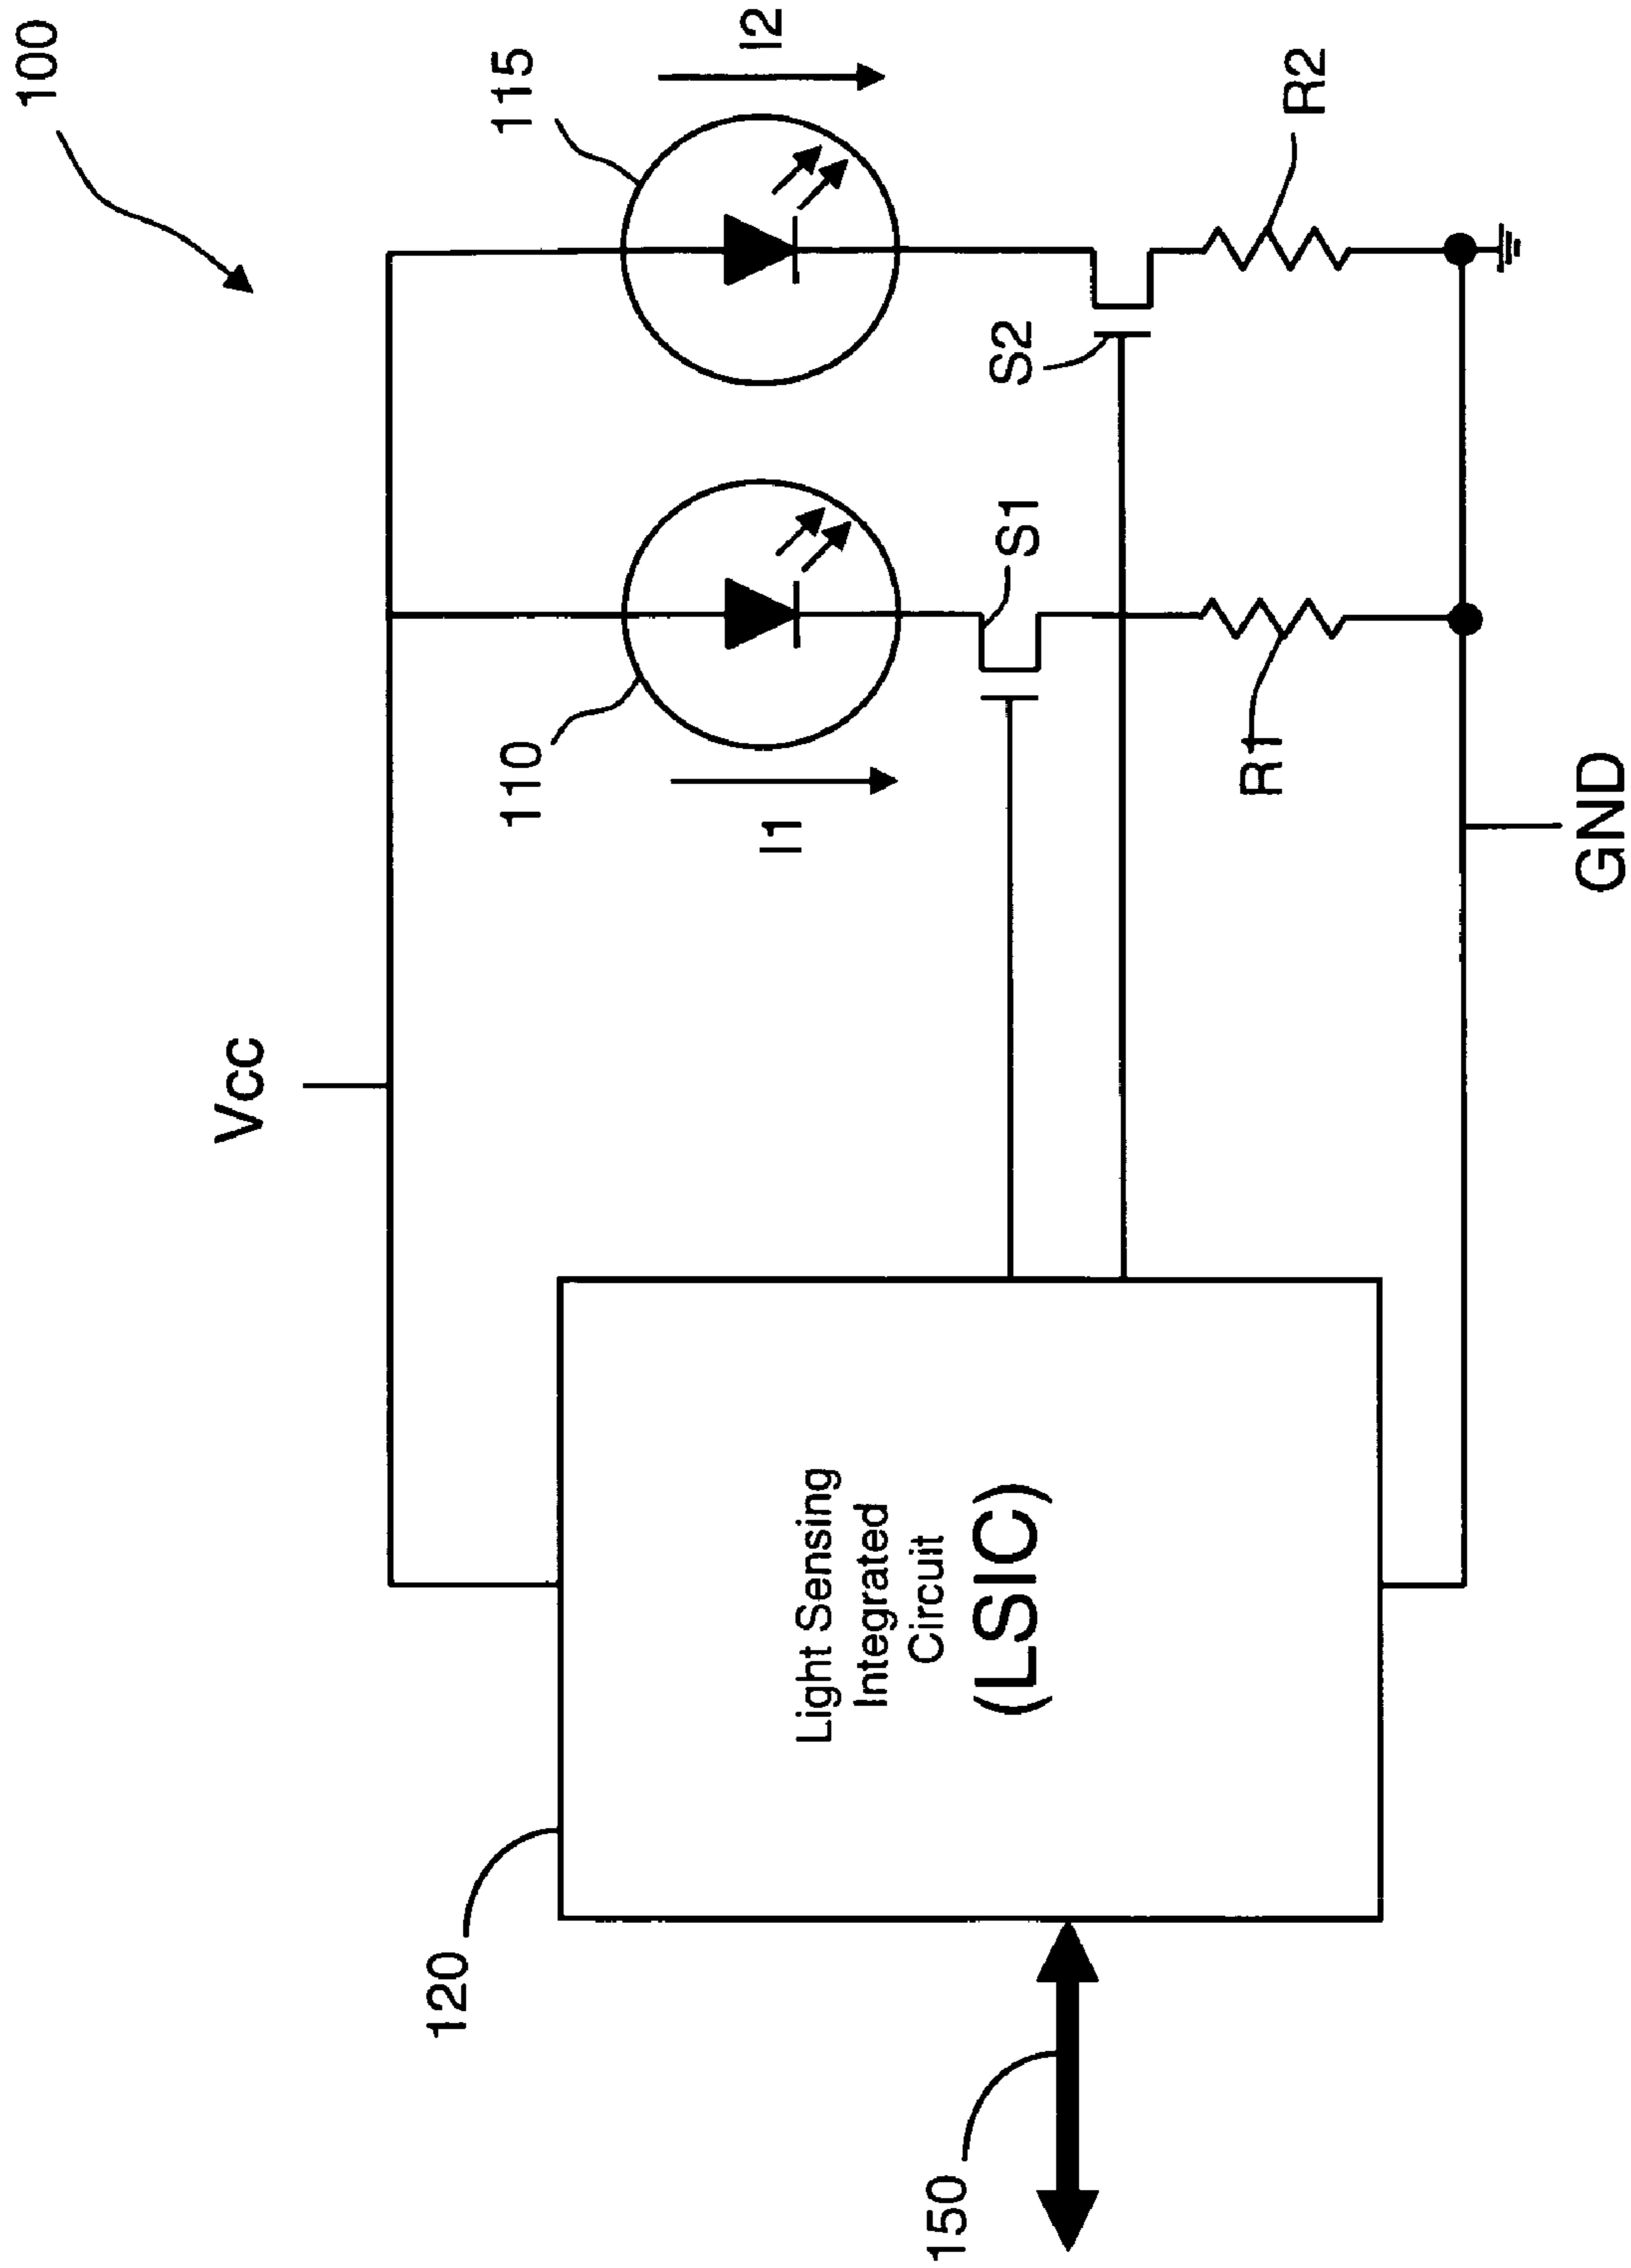 100
Vcc
120
110
115
I1
I2
Light Sensing
Integrated
Circuit
(LSIC)
S1
S2
150
R1
R2
GND